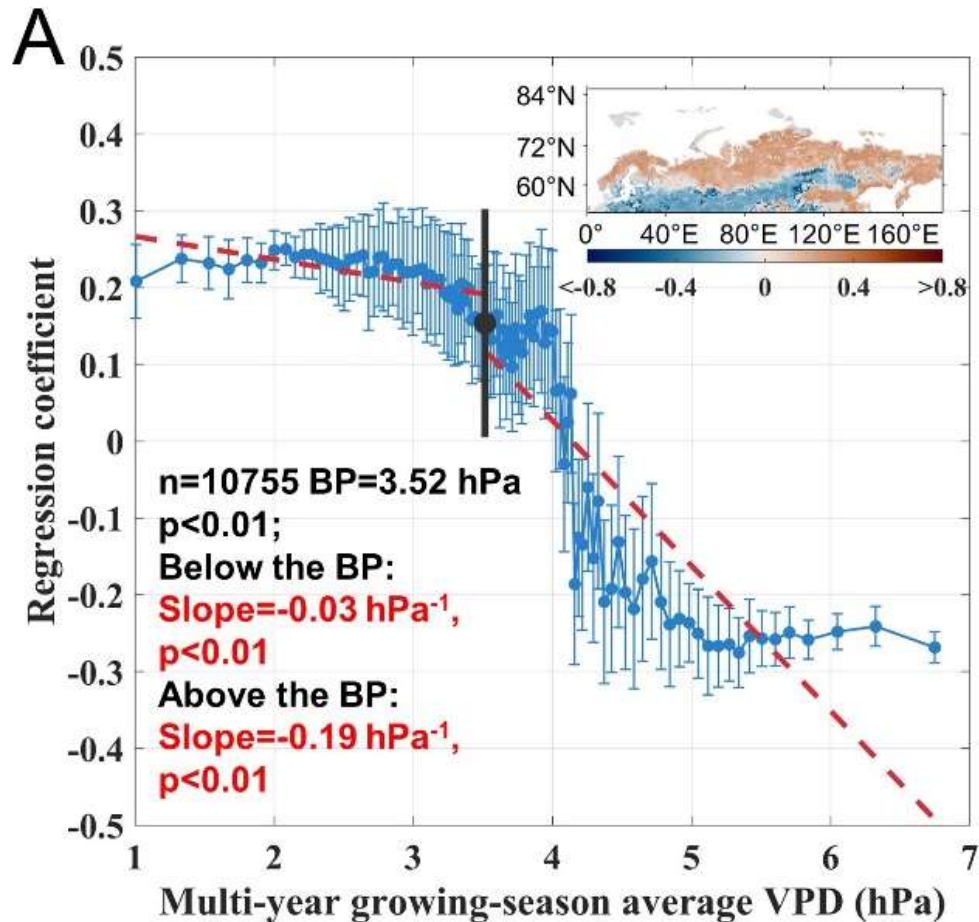 A
0.5
0.4
0.3
0.2
0.1
0
-0.1
-0.2
-0.3
-0.4
-0.5
Regression coefficient
84°N
72°N
60°N
0° 40°E 80°E 120°E 160°E
<-0.8 -0.4 0 0.4 >0.8
n=10755 BP=3.52 hPa
p<0.01;
Below the BP:
Slope=-0.03 hPa⁻¹,
p<0.01
Above the BP:
Slope=-0.19 hPa⁻¹,
p<0.01
1 2 3 4 5 6 7
Multi-year growing-season average VPD (hPa)